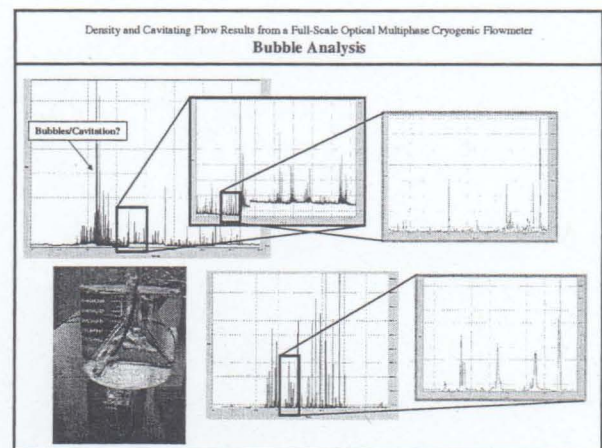 Density and Cavitating Flow Results from a Full-Scale Optical Multiphase Cryogenic Flowmeter
Bubble Analysis
Bubbles/Cavitation?